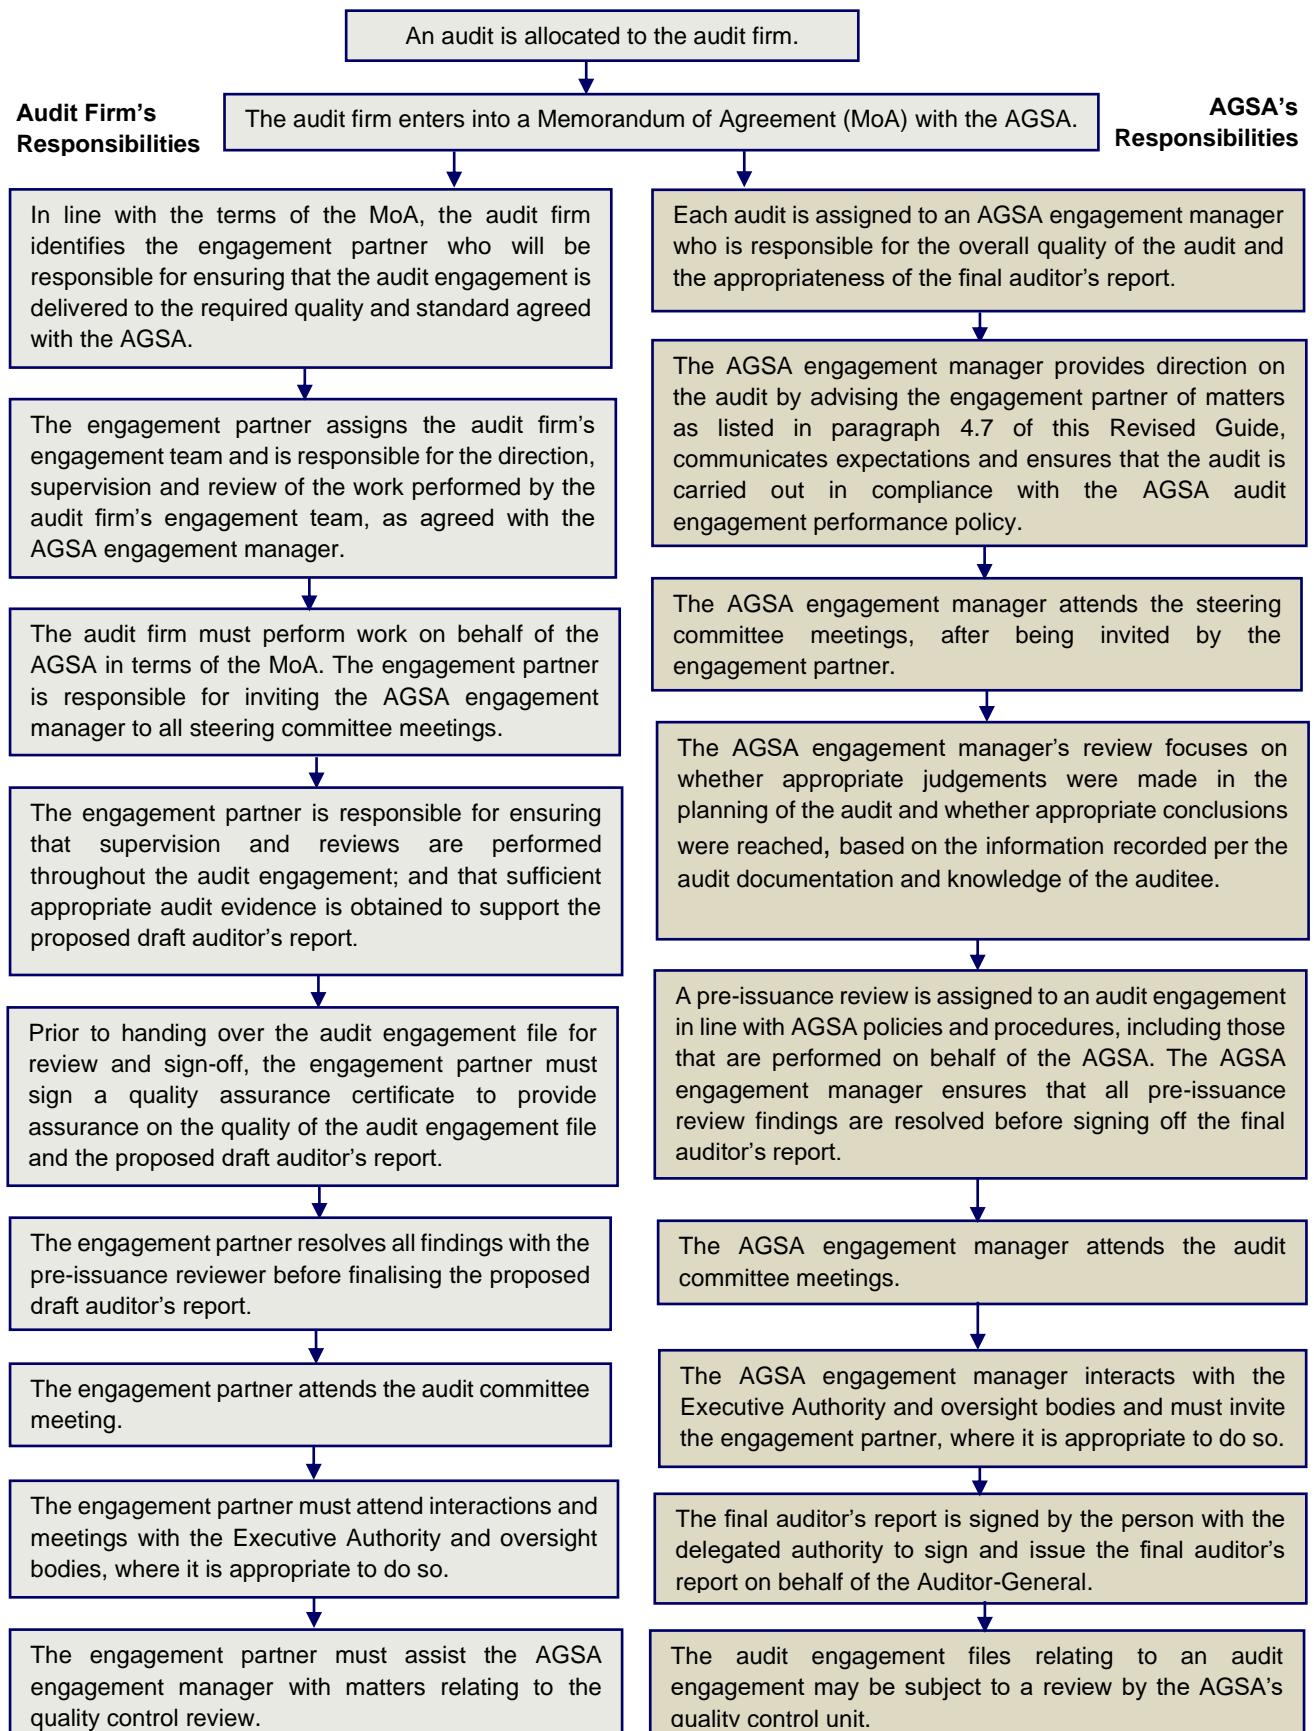 An audit is allocated to the audit firm.
Audit Firm's
Responsibilities
The audit firm enters into a Memorandum of Agreement (MoA) with the AGSA.
AGSA's
Responsibilities
In line with the terms of the MoA, the audit firm
identifies the engagement partner who will be
responsible for ensuring that the audit engagement is
delivered to the required quality and standard agreed
with the AGSA.
The engagement partner assigns the audit firm's
engagement team and is responsible for the direction,
supervision and review of the work performed by the
audit firm's engagement team, as agreed with the
AGSA engagement manager.
The audit firm must perform work on behalf of the
AGSA in terms of the MoA. The engagement partner
is responsible for inviting the AGSA engagement
manager to all steering committee meetings.
The engagement partner is responsible for ensuring
that supervision and reviews are performed
throughout the audit engagement; and that sufficient
appropriate audit evidence is obtained to support the
proposed draft auditor's report.
Prior to handing over the audit engagement file for
review and sign-off, the engagement partner must
sign a quality assurance certificate to provide
assurance on the quality of the audit engagement file
and the proposed draft auditor's report.
The engagement partner resolves all findings with the
pre-issuance reviewer before finalising the proposed
draft auditor's report.
The engagement partner attends the audit committee
meeting.
The engagement partner must attend interactions and
meetings with the Executive Authority and oversight
bodies, where it is appropriate to do so.
The engagement partner must assist the AGSA
engagement manager with matters relating to the
quality control review.
Each audit is assigned to an AGSA engagement manager
who is responsible for the overall quality of the audit and
the appropriateness of the final auditor's report.
The AGSA engagement manager provides direction on
the audit by advising the engagement partner of matters
as listed in paragraph 4.7 of this Revised Guide,
communicates expectations and ensures that the audit is
carried out in compliance with the AGSA audit
engagement performance policy.
The AGSA engagement manager attends the steering
committee meetings, after being invited by the
engagement partner.
The AGSA engagement manager's review focuses on
whether appropriate judgements were made in the
planning of the audit and whether appropriate conclusions
were reached, based on the information recorded per the
audit documentation and knowledge of the auditee.
A pre-issuance review is assigned to an audit engagement
in line with AGSA policies and procedures, including those
that are performed on behalf of the AGSA. The AGSA
engagement manager ensures that all pre-issuance
review findings are resolved before signing off the final
auditor's report.
The AGSA engagement manager attends the audit
committee meetings.
The AGSA engagement manager interacts with the
Executive Authority and oversight bodies and must invite
the engagement partner, where it is appropriate to do so.
The final auditor's report is signed by the person with the
delegated authority to sign and issue the final auditor's
report on behalf of the Auditor-General.
The audit engagement files relating to an audit
engagement may be subject to a review by the AGSA's
quality control unit.